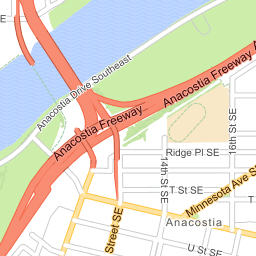 Anacostia Drive Southeast
Anacostia Freeway
Anacostia Freeway
Ridge Pl SE
16th St SE
14th St SE
T St SE
Minnesota Ave S
Anacostia
Street SE
U St SE